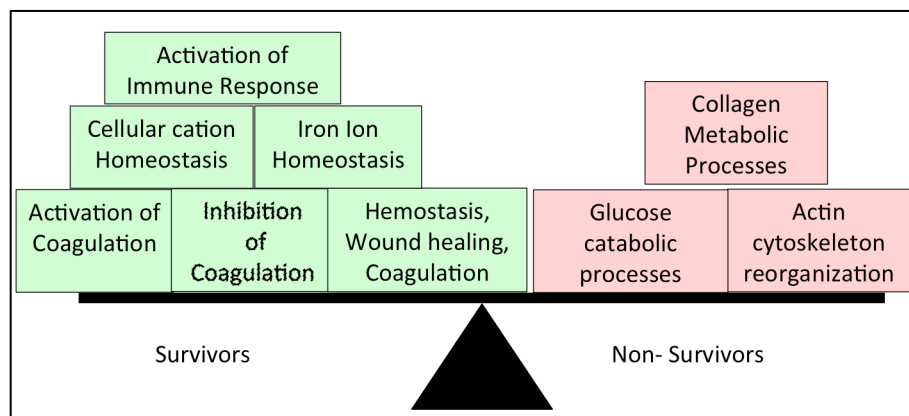 Activation of
Immune Response
Cellular cation
Homeostasis
Iron Ion
Homeostasis
Collagen
Metabolic
Processes
Activation of
Coagulation
Inhibition
of
Coagulation
Hemostasis,
Wound healing,
Coagulation
Glucose
catabolic
processes
Actin
cytoskeleton
reorganization
Survivors
Non- Survivors